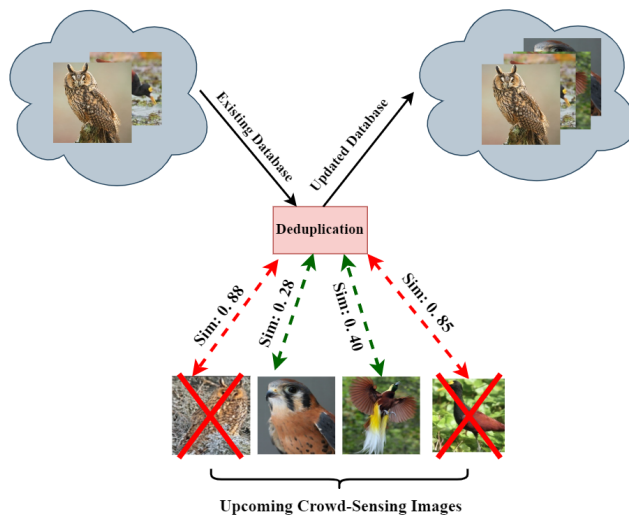 Existing Database
Updated Database
Deduplication
Sim: 0. 88
Sim: 0. 28
Sim: 0. 40
Sim: 0. 85
Upcoming Crowd-Sensing Images